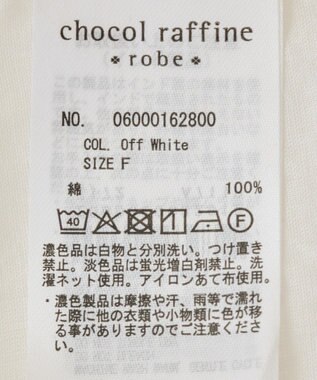 chocol raffine
robe
NO. 06000162800
COL. Off White
SIZE F
綿 100%
40 F
濃色品は白物と分別洗い。つけ置き
禁止。淡色品は蛍光増白剤禁止。洗
濯ネット使用。アイロンあて布使用。
・濃色製品は摩擦や汗、雨等で濡れ
た際に他の衣類や小物類に色が移
る事がありますのでご注意くださ
い。